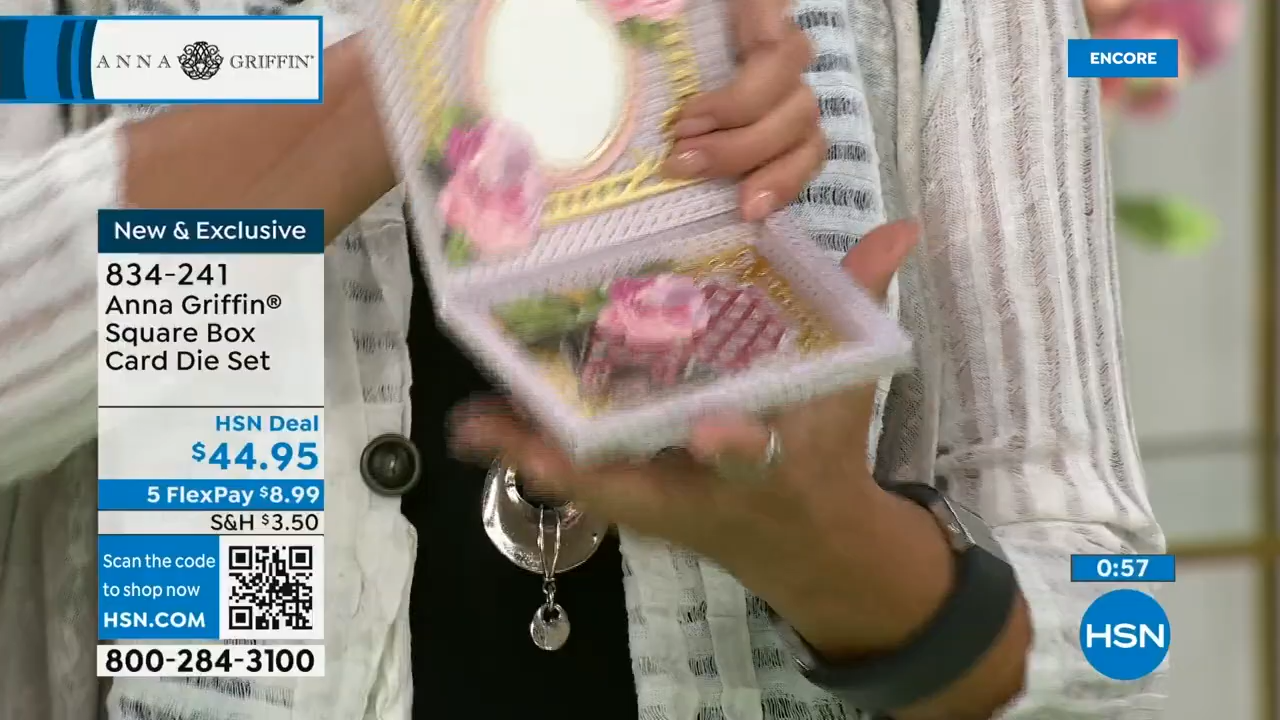 ANNA GRIFFIN
ENCORE
New & Exclusive
834-241
Anna Griffin®
Square Box
Card Die Set
HSN Deal
$44.95
5 FlexPay $8.99
S&H $3.50
Scan the code
to shop now
HSN.COM
800-284-3100
0:57
HSN